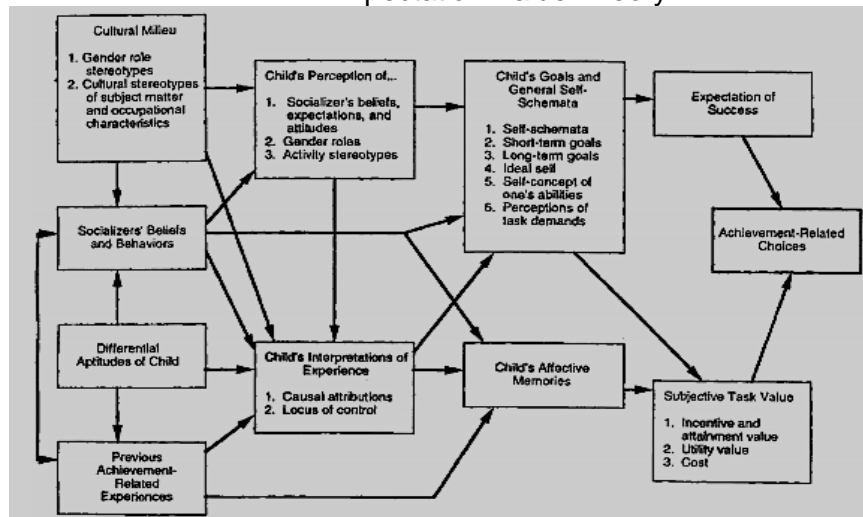 Cultural Milieu
1. Gender role
stereotypes
2. Cultural stereotypes
of subject matter
and occupational
characteristics
Child's Perception of...
1. Socializer's beliefs,
expectations, and
attitudes
2. Gender roles
3. Activity stereotypes
Child's Goals and
General Self-
Schemata
1. Self-schemata
2. Short-term goals
3. Long-term goals
4. Ideal self
5. Self-concept of
one's abilities
6. Perceptions of
task demands
Expectation of
Success
Socializers' Beliefs
and Behaviors
Achievement-Related
Choices
Differential
Aptitudes of Child
Child's Interpretations of
Experience
1. Causal attributions
2. Locus of control
Child's Affective
Memories
Subjective Task Value
1. Incentive and
attainment value
2. Utility value
3. Cost
Previous
Achievement-
Related
Experiences